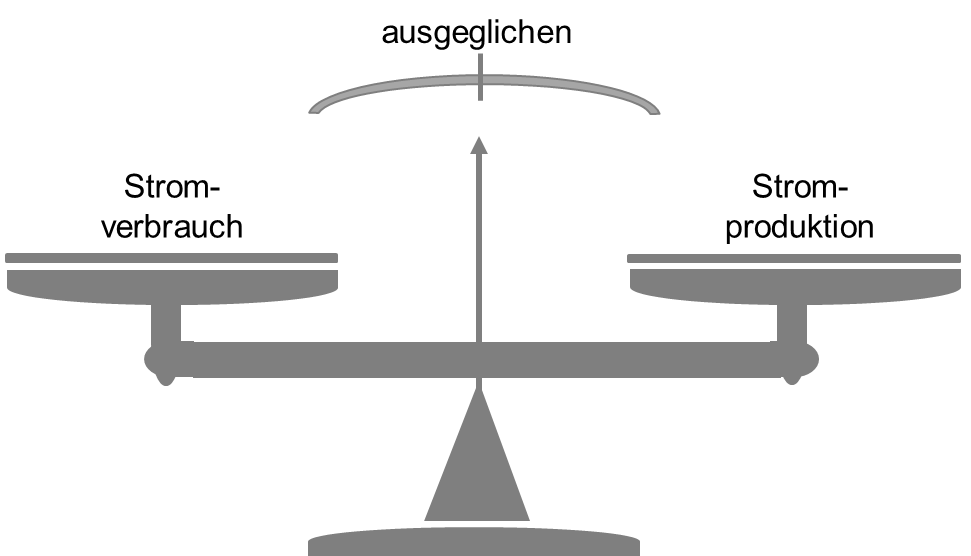 ausgeglichen
Strom-
verbrauch
Strom-
produktion